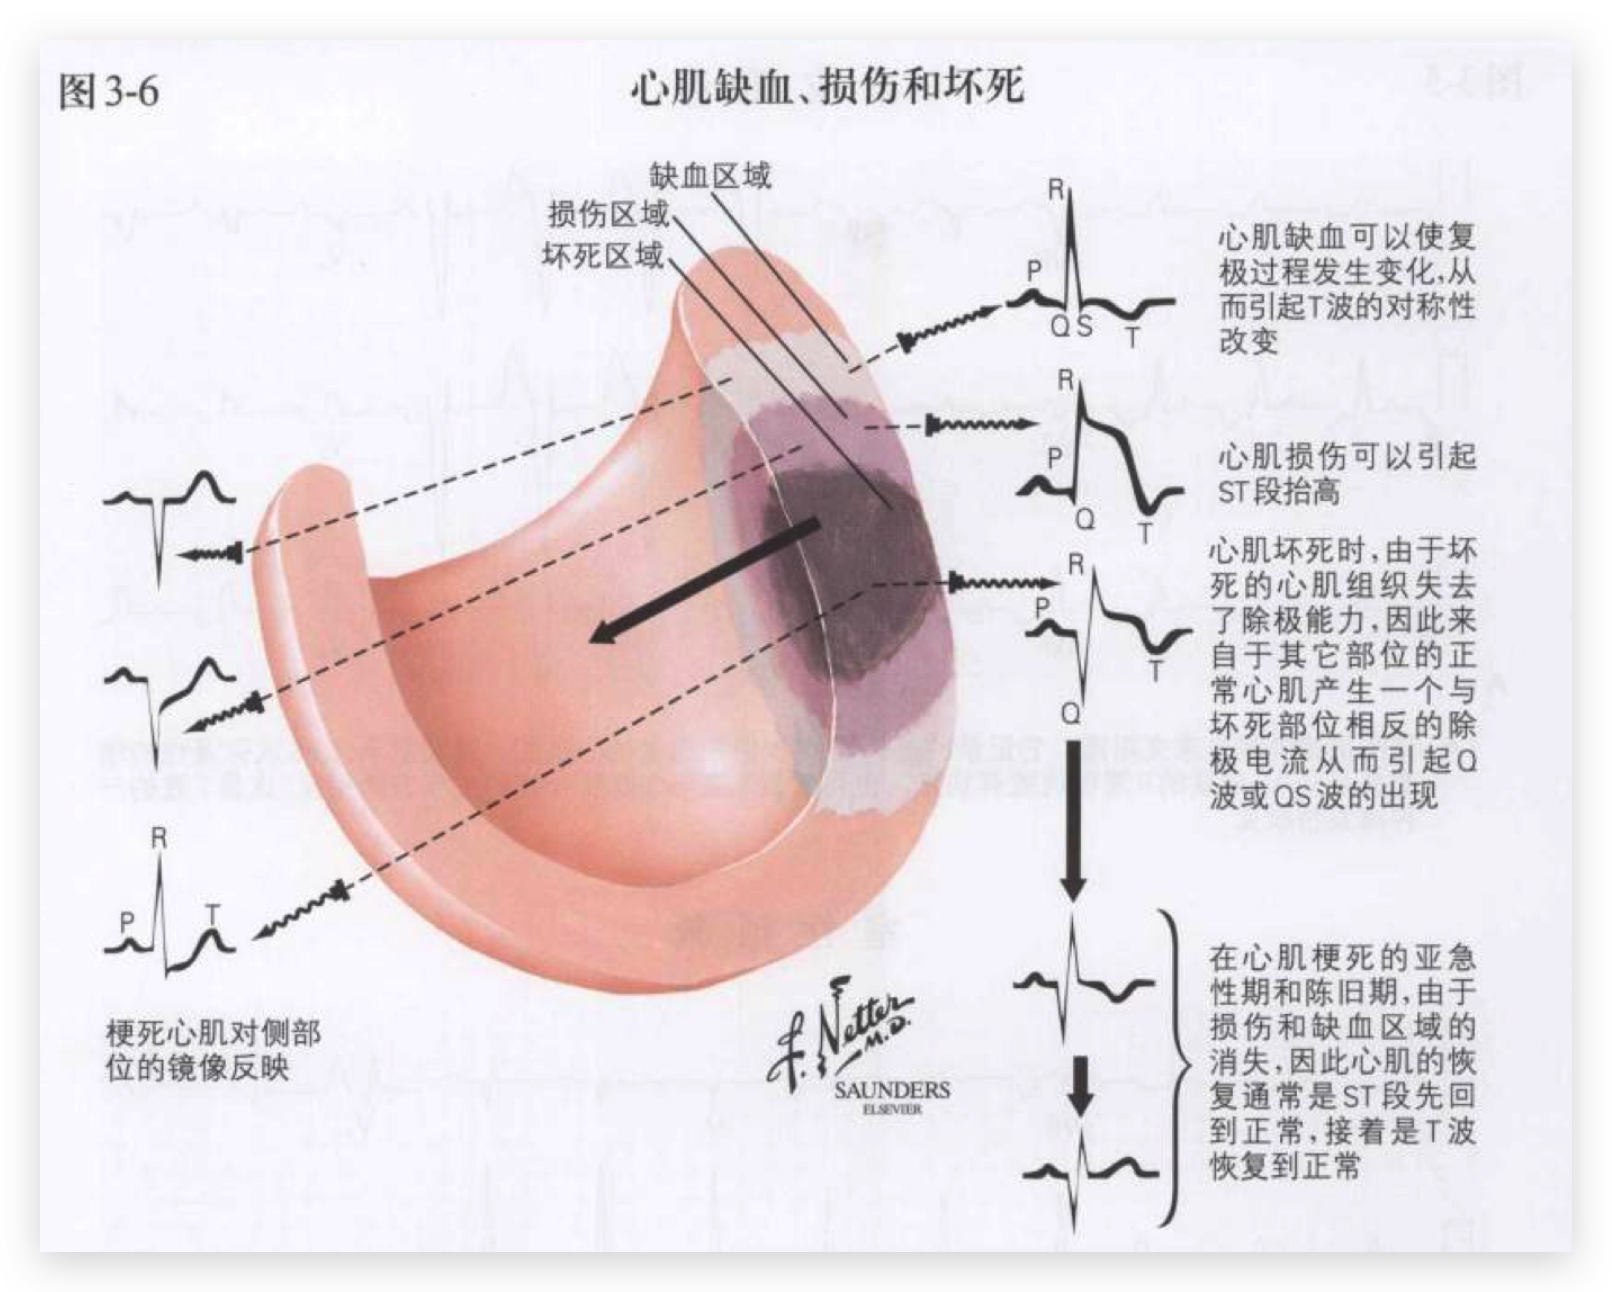 图 3-6
心肌缺血、损伤和坏死
缺血区域
损伤区域
坏死区域
R
P
Q S
T
心肌缺血可以使复
极过程发生变化,从
而引起T波的对称性
改变
R
P
Q
T
心肌损伤可以引起
ST段抬高
R
P
Q
T
心肌坏死时,由于坏
死的心肌组织失去
了除极能力,因此来
自于其它部位的正
常心肌产生一个与
坏死部位相反的除
极电流从而引起Q
波或QS波的出现
R
P
T
梗死心肌对侧部
位的镜像反映
在心肌梗死的亚急
性期和陈旧期,由于
损伤和缺血区域的
消失,因此心肌的恢
复通常是ST段先回
到正常,接着是T波
恢复到正常
F. Netter
M.D.
SAUNDERS
ELSEVIER